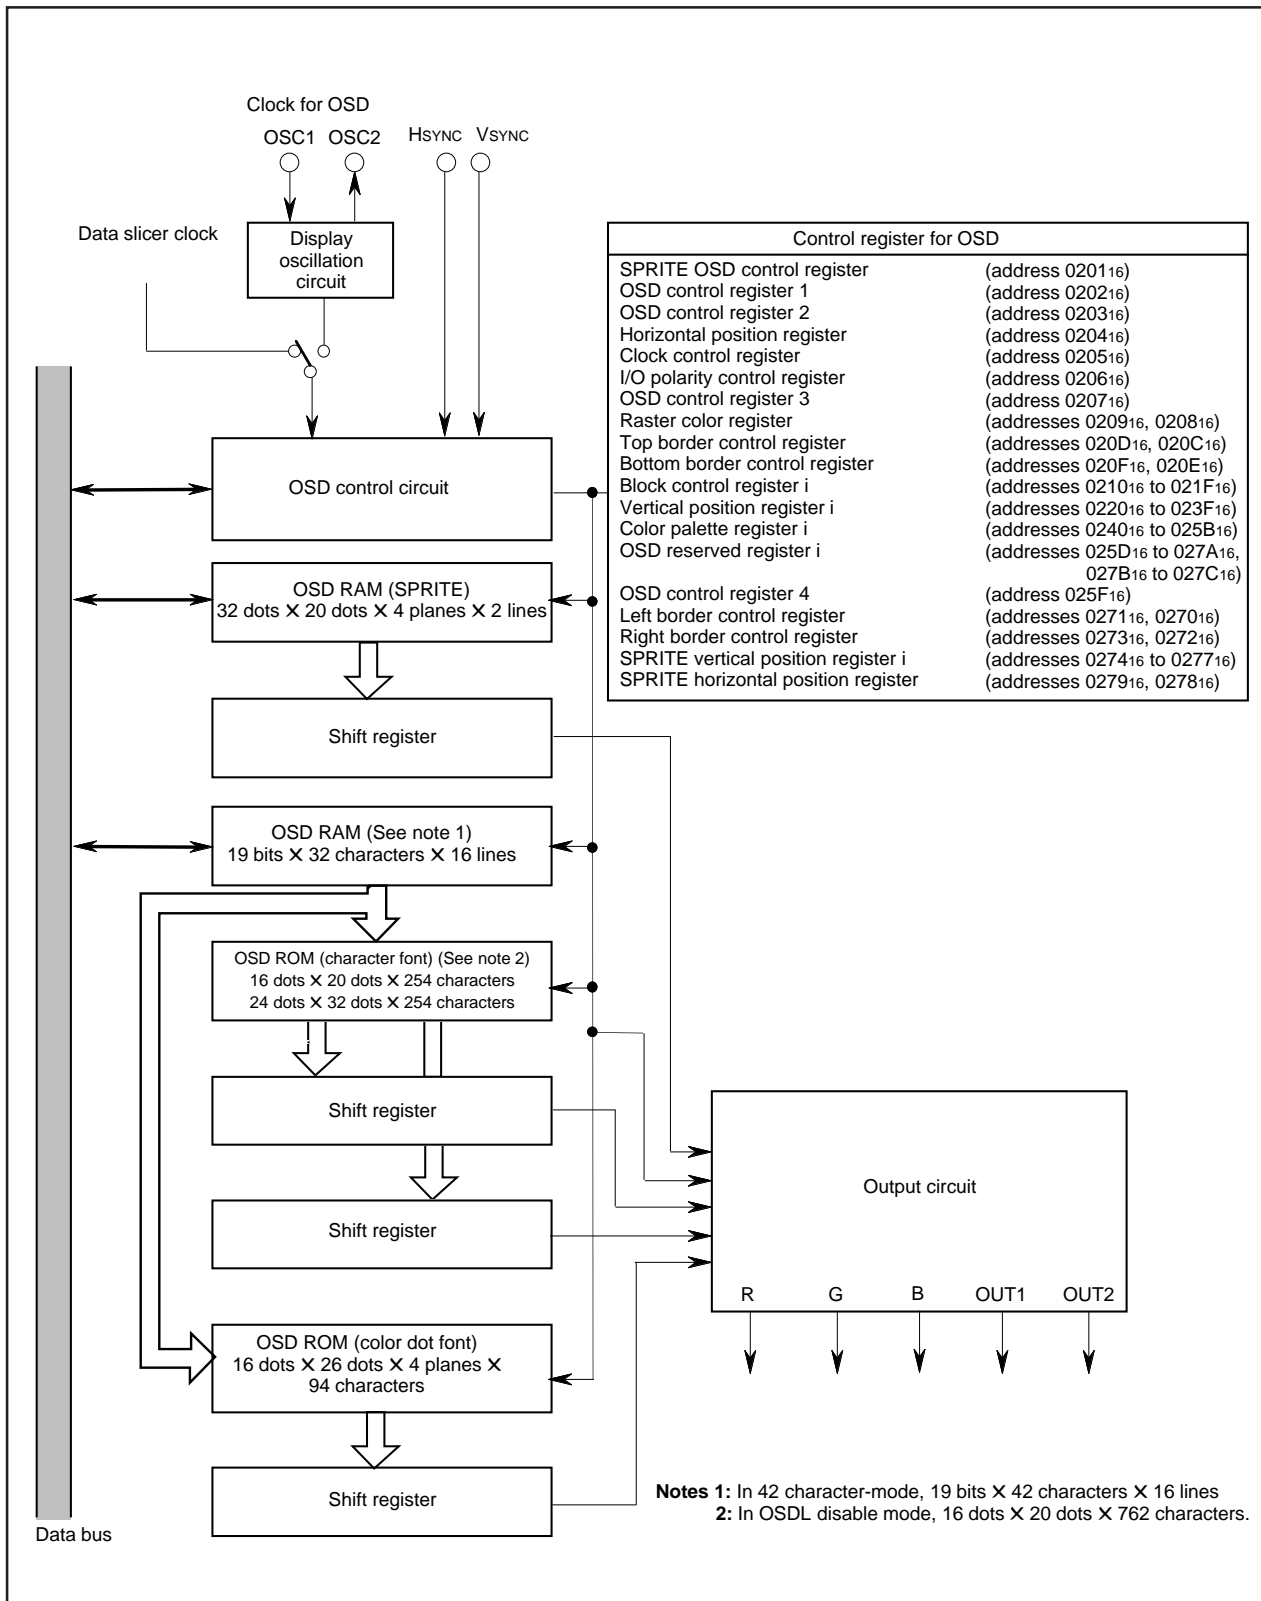 Clock for OSD
OSC1 OSC2 HSYNC VSYNC
Data slicer clock
Display
oscillation
circuit
Control register for OSD
SPRITE OSD control register (address 020116)
OSD control register 1 (address 020216)
OSD control register 2 (address 020316)
Horizontal position register (address 020416)
Clock control register (address 020516)
I/O polarity control register (address 020616)
OSD control register 3 (address 020716)
Raster color register (addresses 020916, 020816)
Top border control register (addresses 020D16, 020C16)
Bottom border control register (addresses 020F16, 020E16)
Block control register i (addresses 021016 to 021F16)
Vertical position register i (addresses 022016 to 023F16)
Color palette register i (addresses 024016 to 025B16)
OSD reserved register i (addresses 025D16 to 027A16,
027B16 to 027C16)
OSD control register 4 (address 025F16)
Left border control register (addresses 027116, 027016)
Right border control register (addresses 027316, 027216)
SPRITE vertical position register i (addresses 027416 to 027716)
SPRITE horizontal position register (addresses 027916, 027816)
OSD control circuit
OSD RAM (SPRITE)
32 dots × 20 dots × 4 planes × 2 lines
Shift register
OSD RAM (See note 1)
19 bits × 32 characters × 16 lines
OSD ROM (character font) (See note 2)
16 dots × 20 dots × 254 characters
24 dots × 32 dots × 254 characters
Shift register
Shift register
Output circuit
R G B OUT1 OUT2
OSD ROM (color dot font)
16 dots × 26 dots × 4 planes ×
94 characters
Shift register
Data bus
Notes 1: In 42 character-mode, 19 bits × 42 characters × 16 lines
2: In OSDL disable mode, 16 dots × 20 dots × 762 characters.